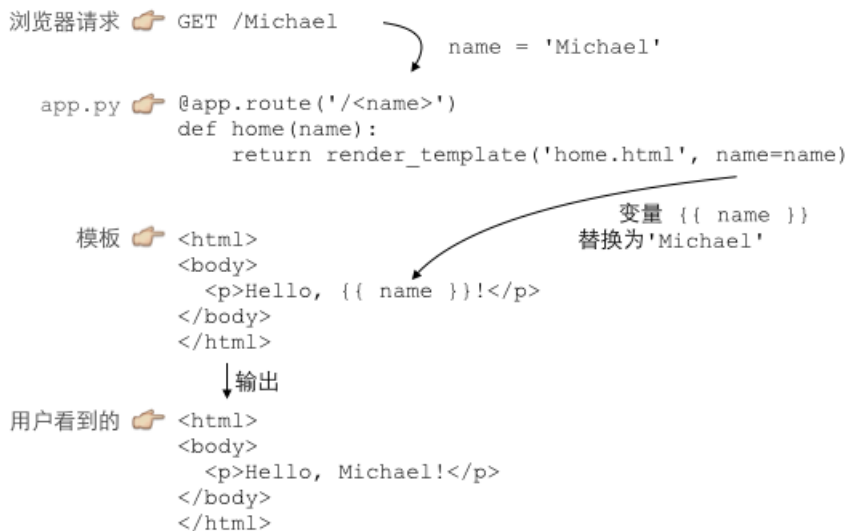 浏览器请求 👉 GET /Michael
name = 'Michael'
app.py 👉 @app.route('/<name>')
def home(name):
return render_template('home.html', name=name)
变量 {{ name }}
替换为'Michael'
模板 👉 <html>
<body>
<p>Hello, {{ name }}!</p>
</body>
</html>
输出
用户看到的 👉 <html>
<body>
<p>Hello, Michael!</p>
</body>
</html>